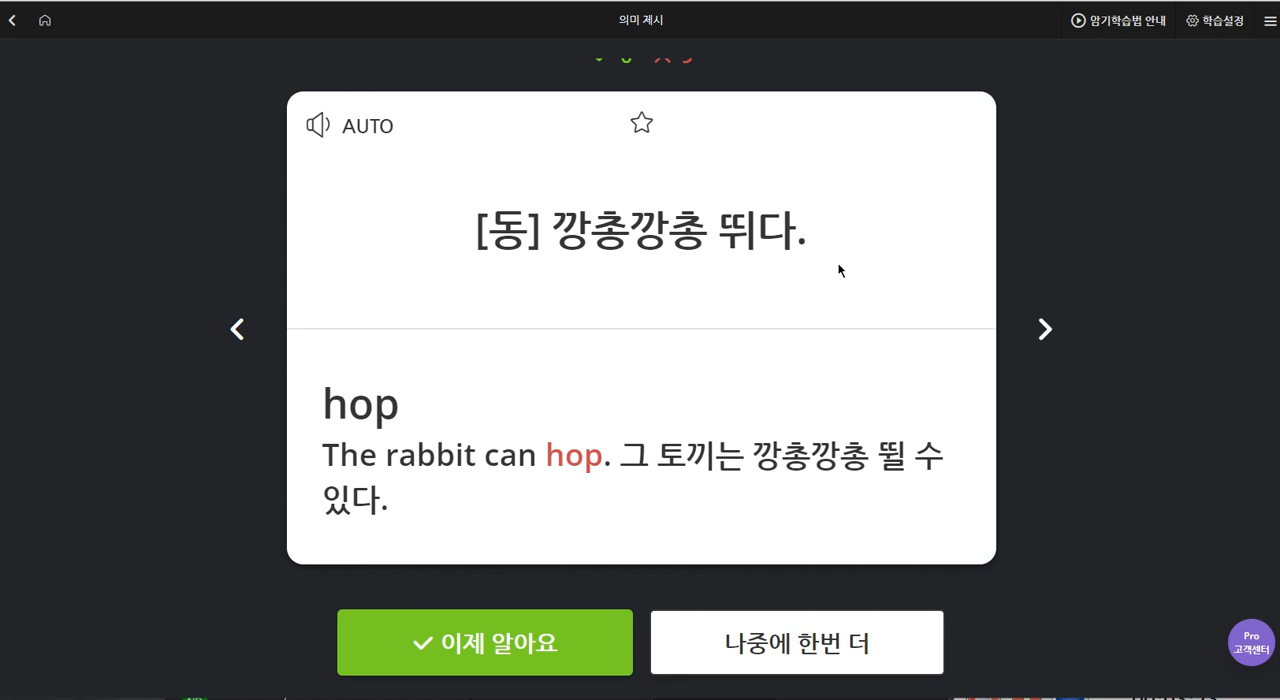 의미 제시
암기학습법 안내
학습설정
AUTO
[동] 깡총깡총 뛰다.
hop
The rabbit can hop. 그 토끼는 깡총깡총 뛸 수
있다.
이제 알아요
나중에 한번 더
Pro
고객센터